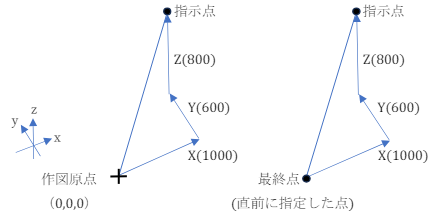 指示点
Z(800)
Y(600)
X(1000)
z
y
x
作図原点
（0,0,0）
指示点
Z(800)
Y(600)
X(1000)
最終点
(直前に指定した点)